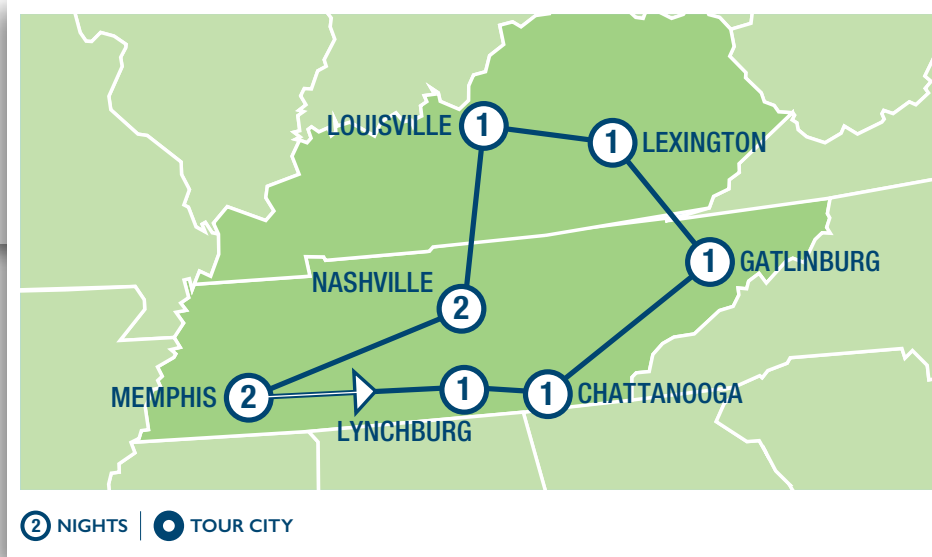 LOUISVILLE 1
1 LEXINGTON
1 GATLINBURG
NASHVILLE
2
MEMPHIS 2
1
1 CHATTANOOGA
LYNCHBURG
2 NIGHTS
TOUR CITY